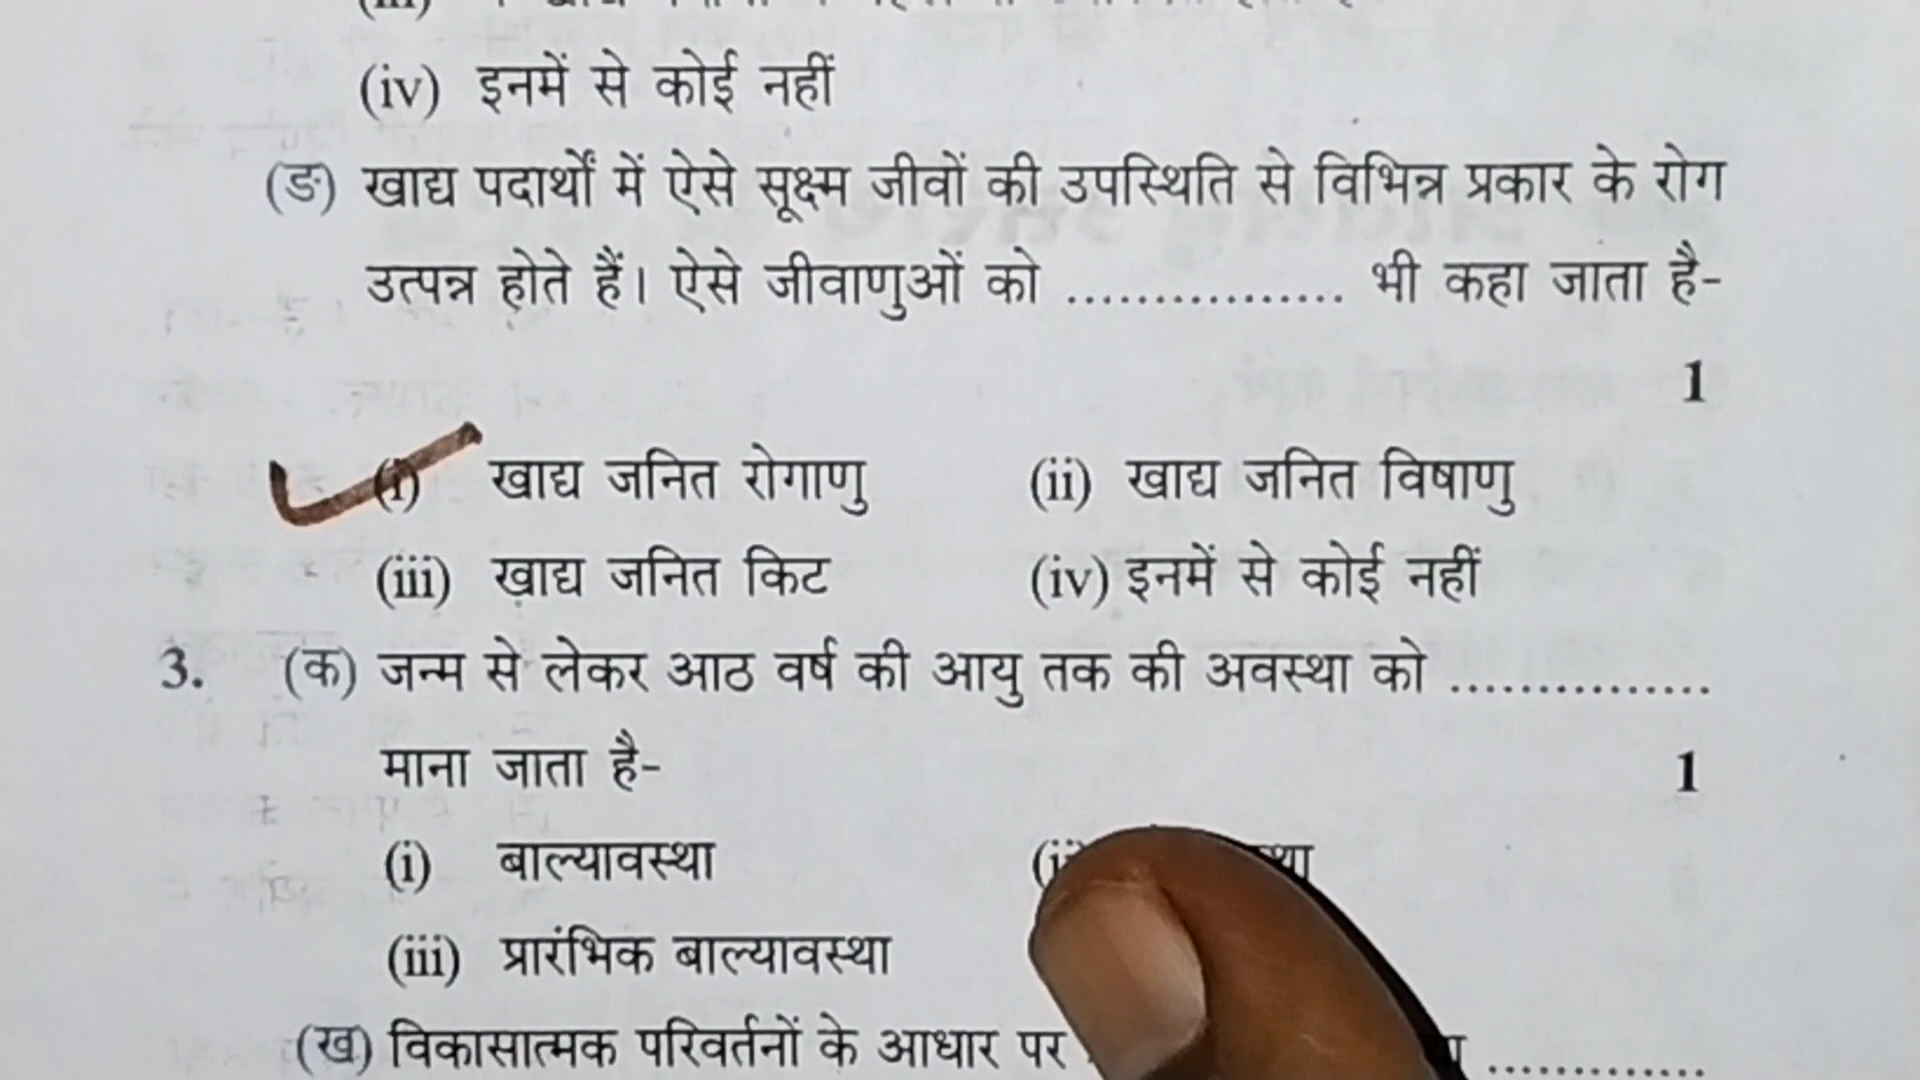 (iv) इनमें से कोई नहीं
(ङ) खाद्य पदार्थों में ऐसे सूक्ष्म जीवों की उपस्थिति से विभिन्न प्रकार के रोग
उत्पन्न होते हैं। ऐसे जीवाणुओं को ................ भी कहा जाता है-
1
(i) खाद्य जनित रोगाणु (ii) खाद्य जनित विषाणु
(iii) खाद्य जनित किट (iv) इनमें से कोई नहीं
3. (क) जन्म से लेकर आठ वर्ष की आयु तक की अवस्था को ...............
माना जाता है- 1
(i) बाल्यावस्था
(iii) प्रारंभिक बाल्यावस्था
(ख) विकासात्मक परिवर्तनों के आधार पर .............